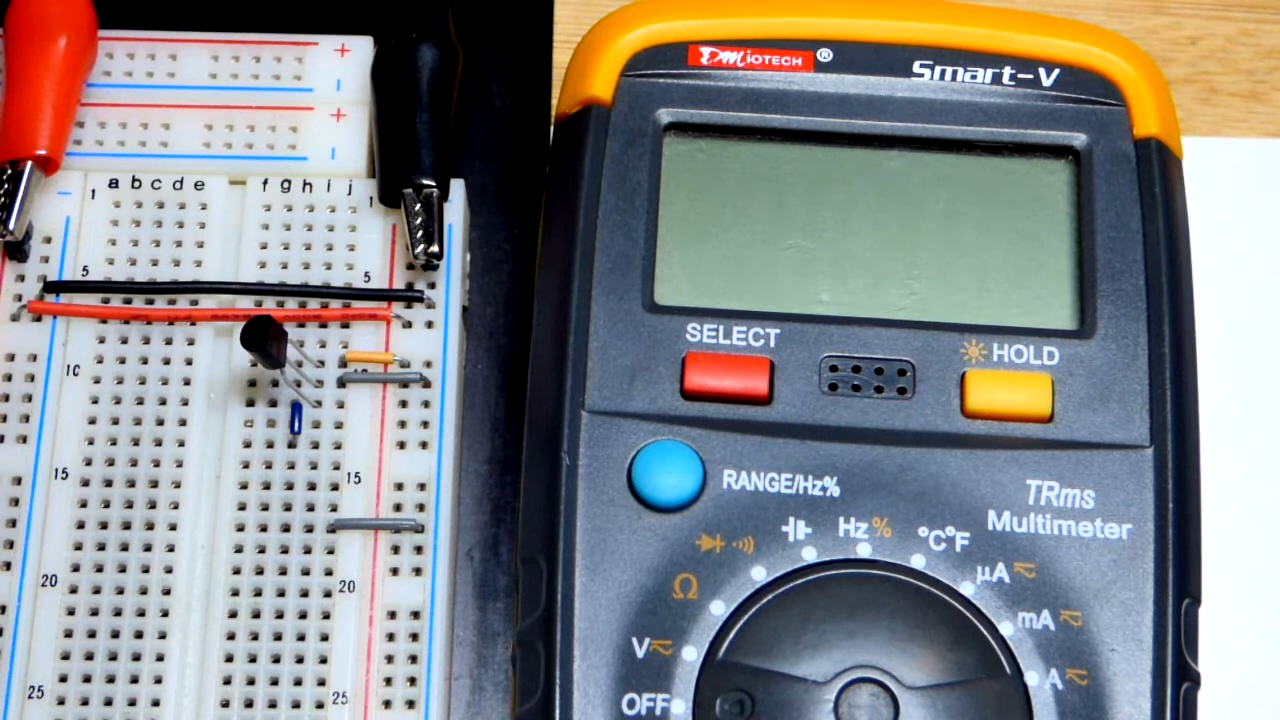 DMiOTECH ®
Smart-V
SELECT
HOLD
RANGE/Hz%
TRms
Multimeter
Hz%
°C°F
µA
mA
A
Ω
V
OFF
+
−
+
−
−
a b c d e
f g h i j
1
1
5
5
10
15
15
20
20
25
25